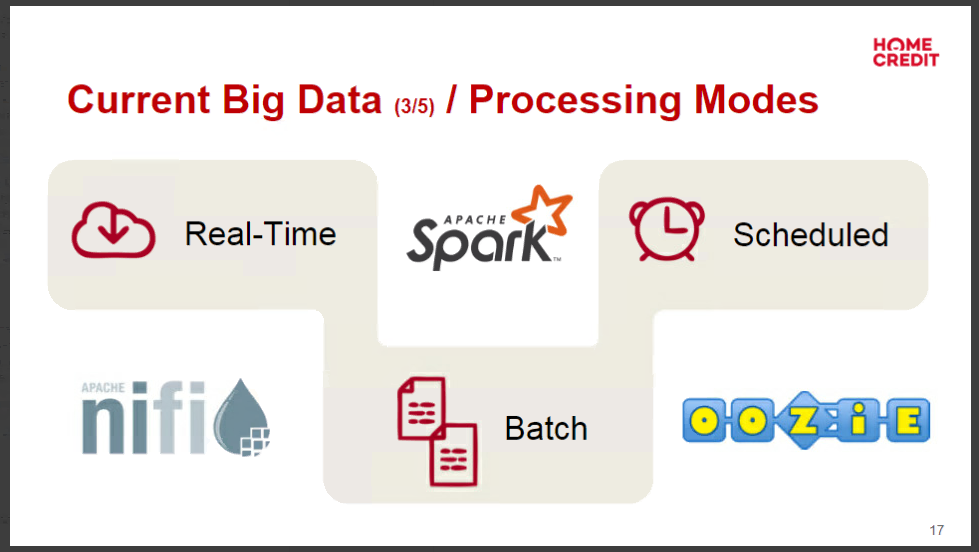 HOME
CREDIT
Current Big Data (3/5) / Processing Modes
Real-Time
APACHE
Spark™
Scheduled
APACHE
nifi
Batch
OOZiE
17